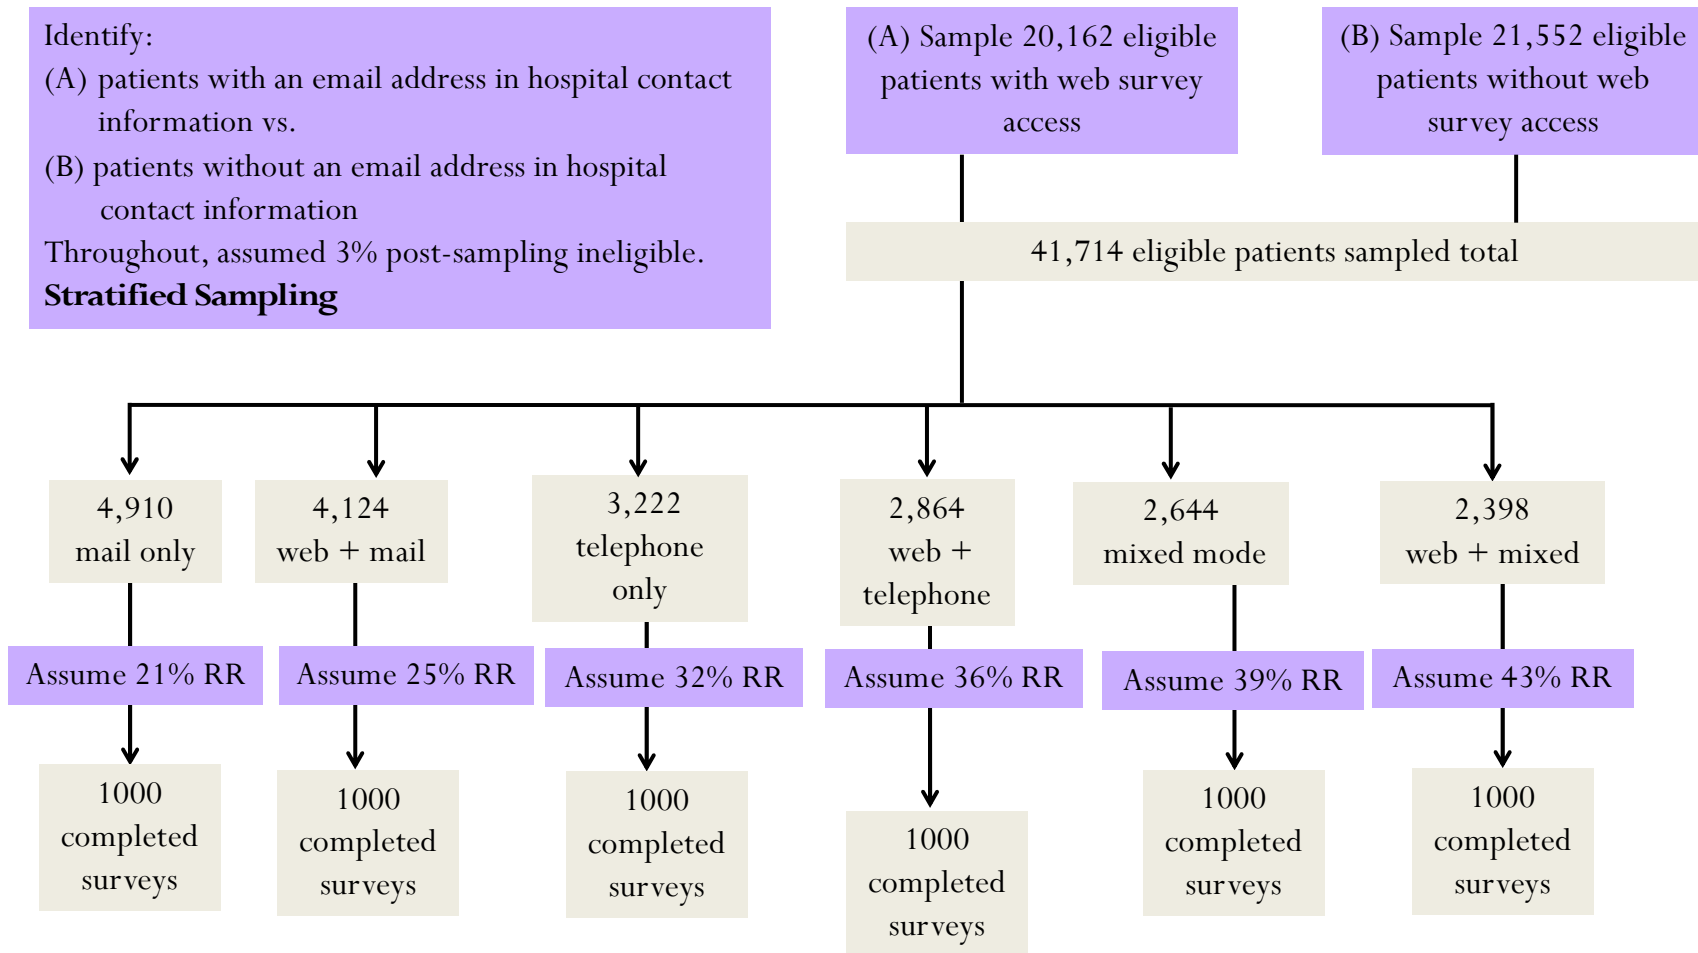 Identify:
(A) patients with an email address in hospital contact
information vs.
(B) patients without an email address in hospital
contact information
Throughout, assumed 3% post-sampling ineligible.
Stratified Sampling
(A) Sample 20,162 eligible
patients with web survey
access
(B) Sample 21,552 eligible
patients without web
survey access
41,714 eligible patients sampled total
4,910
mail only
4,124
web + mail
3,222
telephone
only
2,864
web +
telephone
2,644
mixed mode
2,398
web + mixed
Assume 21% RR
Assume 25% RR
Assume 32% RR
Assume 36% RR
Assume 39% RR
Assume 43% RR
1000
completed
surveys
1000
completed
surveys
1000
completed
surveys
1000
completed
surveys
1000
completed
surveys
1000
completed
surveys